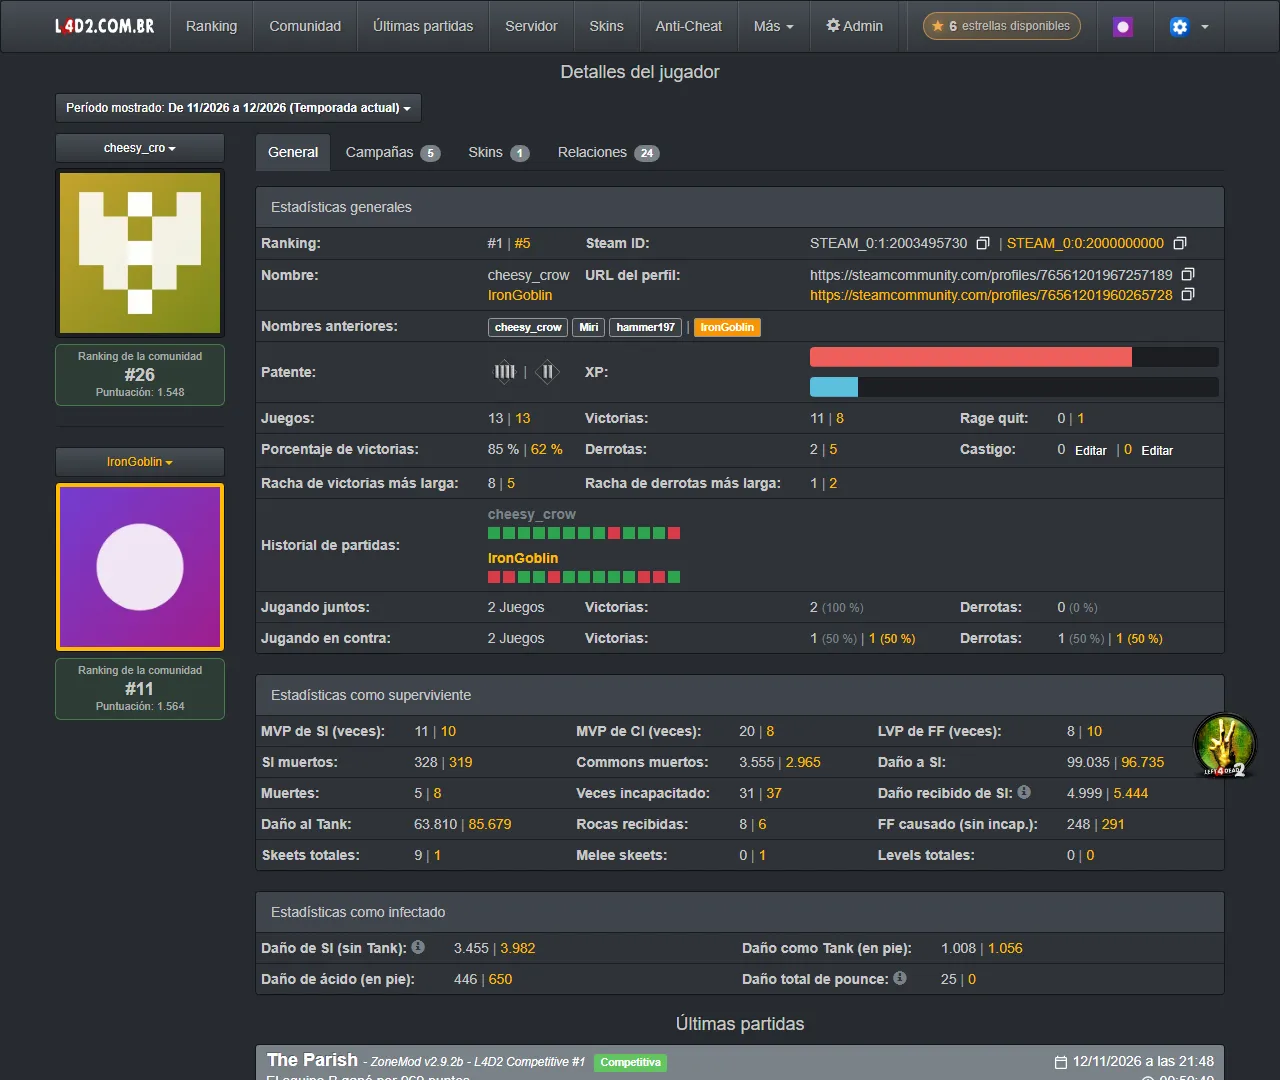 L4D2.COM.BR Ranking Comunidad Últimas partidas Servidor Skins Anti-Cheat Más Admin 6 estrellas disponibles
Detalles del jugador
Período mostrado: De 11/2026 a 12/2026 (Temporada actual)
cheesy_cro
Ranking de la comunidad
#26
Puntuación: 1.548
IronGoblin
Ranking de la comunidad
#11
Puntuación: 1.564
General Campañas 5 Skins 1 Relaciones 24
Estadísticas generales
Ranking: #1 | #5 Steam ID: STEAM_0:1:2003495730 | STEAM_0:0:2000000000
Nombre: cheesy_crow URL del perfil: https://steamcommunity.com/profiles/76561201967257189
IronGoblin https://steamcommunity.com/profiles/76561201960265728
Nombres anteriores: cheesy_crow Miri hammer197 | IronGoblin
Patente: | XP:
Juegos: 13 | 13 Victorias: 11 | 8 Rage quit: 0 | 1
Porcentaje de victorias: 85 % | 62 % Derrotas: 2 | 5 Castigo: 0 Editar | 0 Editar
Racha de victorias más larga: 8 | 5 Racha de derrotas más larga: 1 | 2
Historial de partidas: cheesy_crow
IronGoblin
Jugando juntos: 2 Juegos Victorias: 2 (100 %) Derrotas: 0 (0 %)
Jugando en contra: 2 Juegos Victorias: 1 (50 %) | 1 (50 %) Derrotas: 1 (50 %) | 1 (50 %)
Estadísticas como superviviente
MVP de SI (veces): 11 | 10 MVP de CI (veces): 20 | 8 LVP de FF (veces): 8 | 10
SI muertos: 328 | 319 Commons muertos: 3.555 | 2.965 Daño a SI: 99.035 | 96.735
Muertes: 5 | 8 Veces incapacitado: 31 | 37 Daño recibido de SI: 4.999 | 5.444
Daño al Tank: 63.810 | 85.679 Rocas recibidas: 8 | 6 FF causado (sin incap.): 248 | 291
Skeets totales: 9 | 1 Melee skeets: 0 | 1 Levels totales: 0 | 0
LEFT 4 DEAD 2
Estadísticas como infectado
Daño de SI (sin Tank): 3.455 | 3.982 Daño como Tank (en pie): 1.008 | 1.056
Daño de ácido (en pie): 446 | 650 Daño total de pounce: 25 | 0
Últimas partidas
The Parish - ZoneMod v2.9.2b - L4D2 Competitive #1 Competitiva 12/11/2026 a las 21:48
El equipo B ganó por 969 puntos